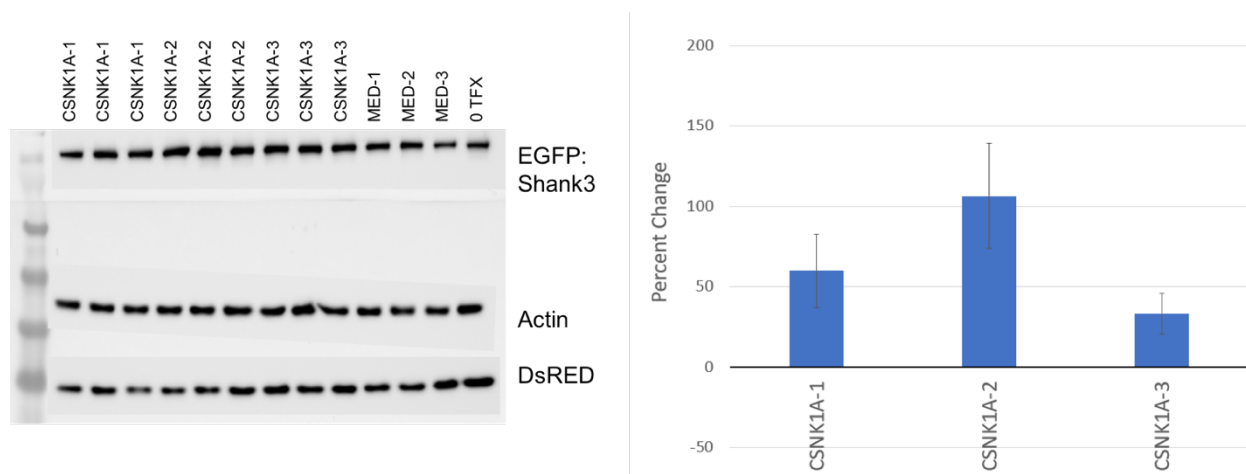 CSNK1A-1
CSNK1A-1
CSNK1A-1
CSNK1A-2
CSNK1A-2
CSNK1A-2
CSNK1A-3
CSNK1A-3
CSNK1A-3
MED-1
MED-2
MED-3
0 TFX
EGFP:
Shank3
Actin
DsRED
Percent Change
200
150
100
50
0
-50
CSNK1A-1
CSNK1A-2
CSNK1A-3